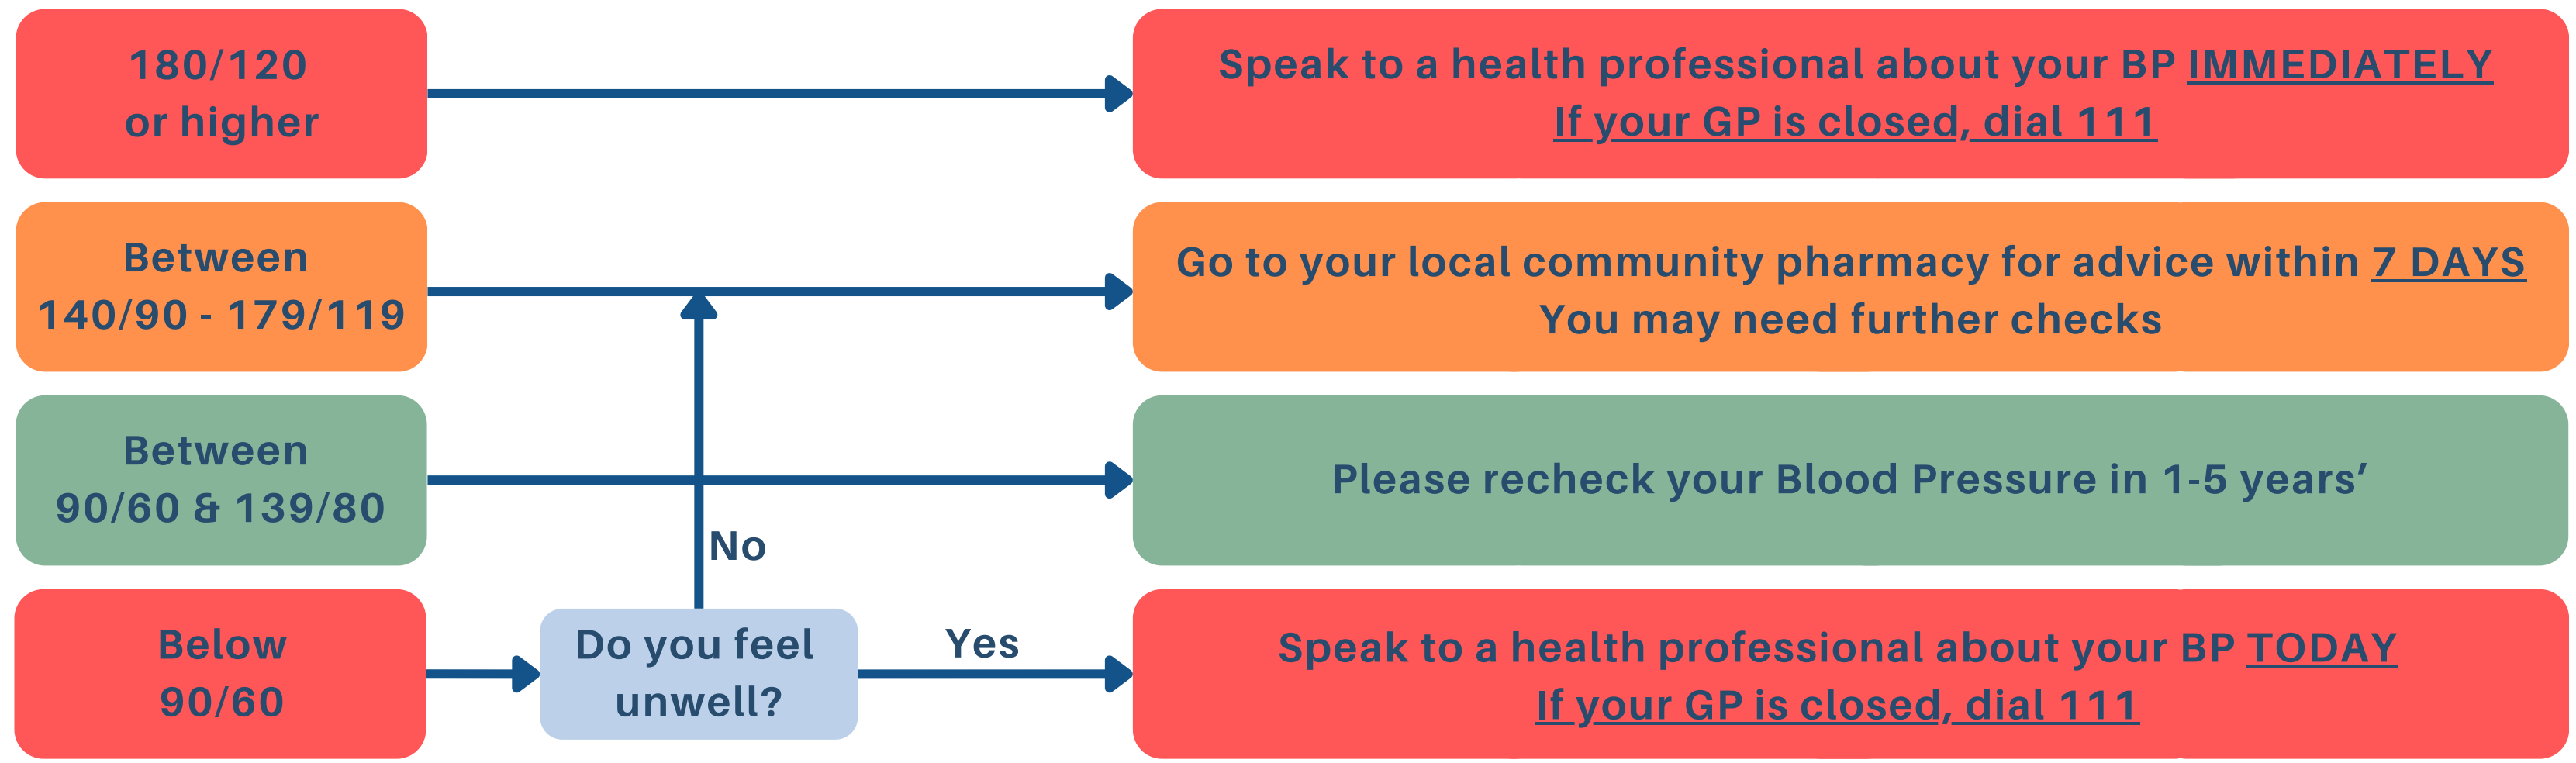 180/120
or higher
Speak to a health professional about your BP IMMEDIATELY
If your GP is closed, dial 111
Between
140/90 - 179/119
Go to your local community pharmacy for advice within 7 DAYS
You may need further checks
Between
90/60 & 139/80
Please recheck your Blood Pressure in 1-5 years’
No
Below
90/60
Do you feel
unwell?
Yes
Speak to a health professional about your BP TODAY
If your GP is closed, dial 111